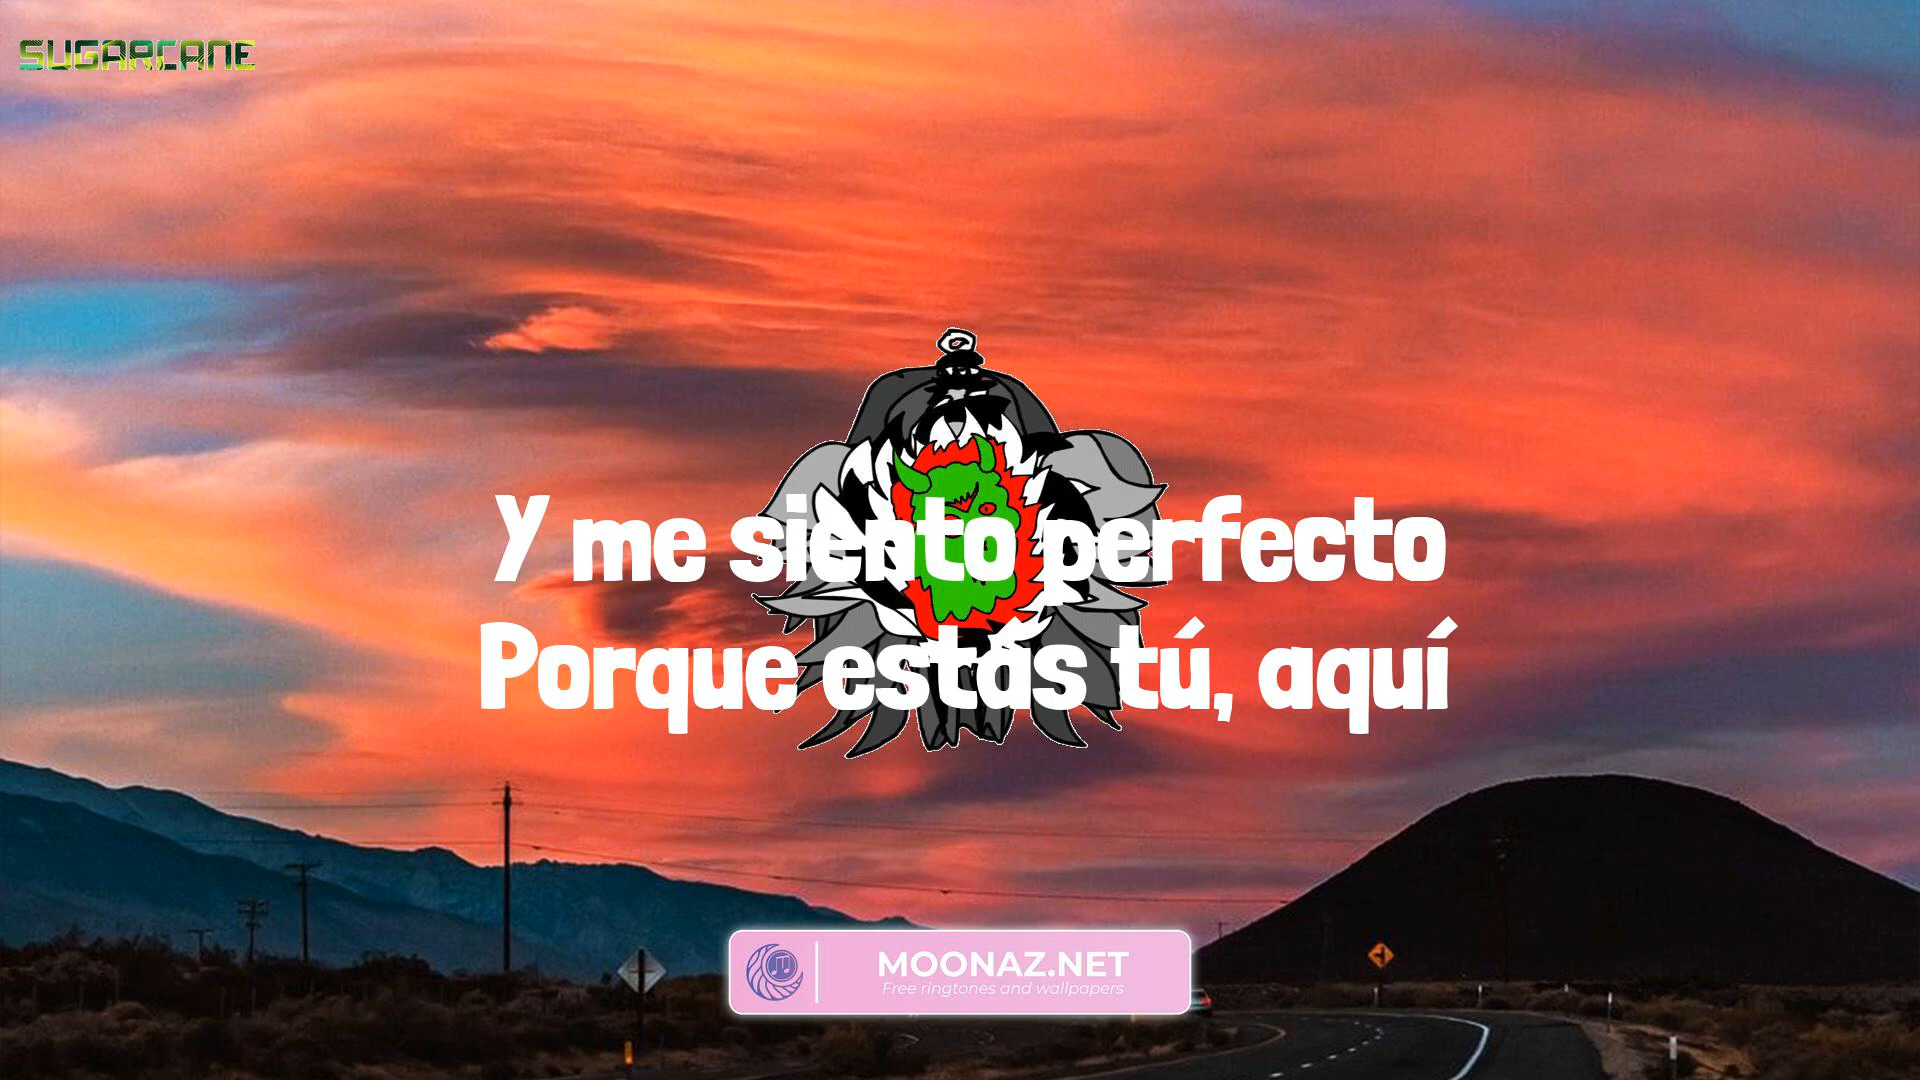 SUGARCANE
Y me siento perfecto
Porque estás tú, aquí
MOONAZ.NET
Free ringtones and wallpapers